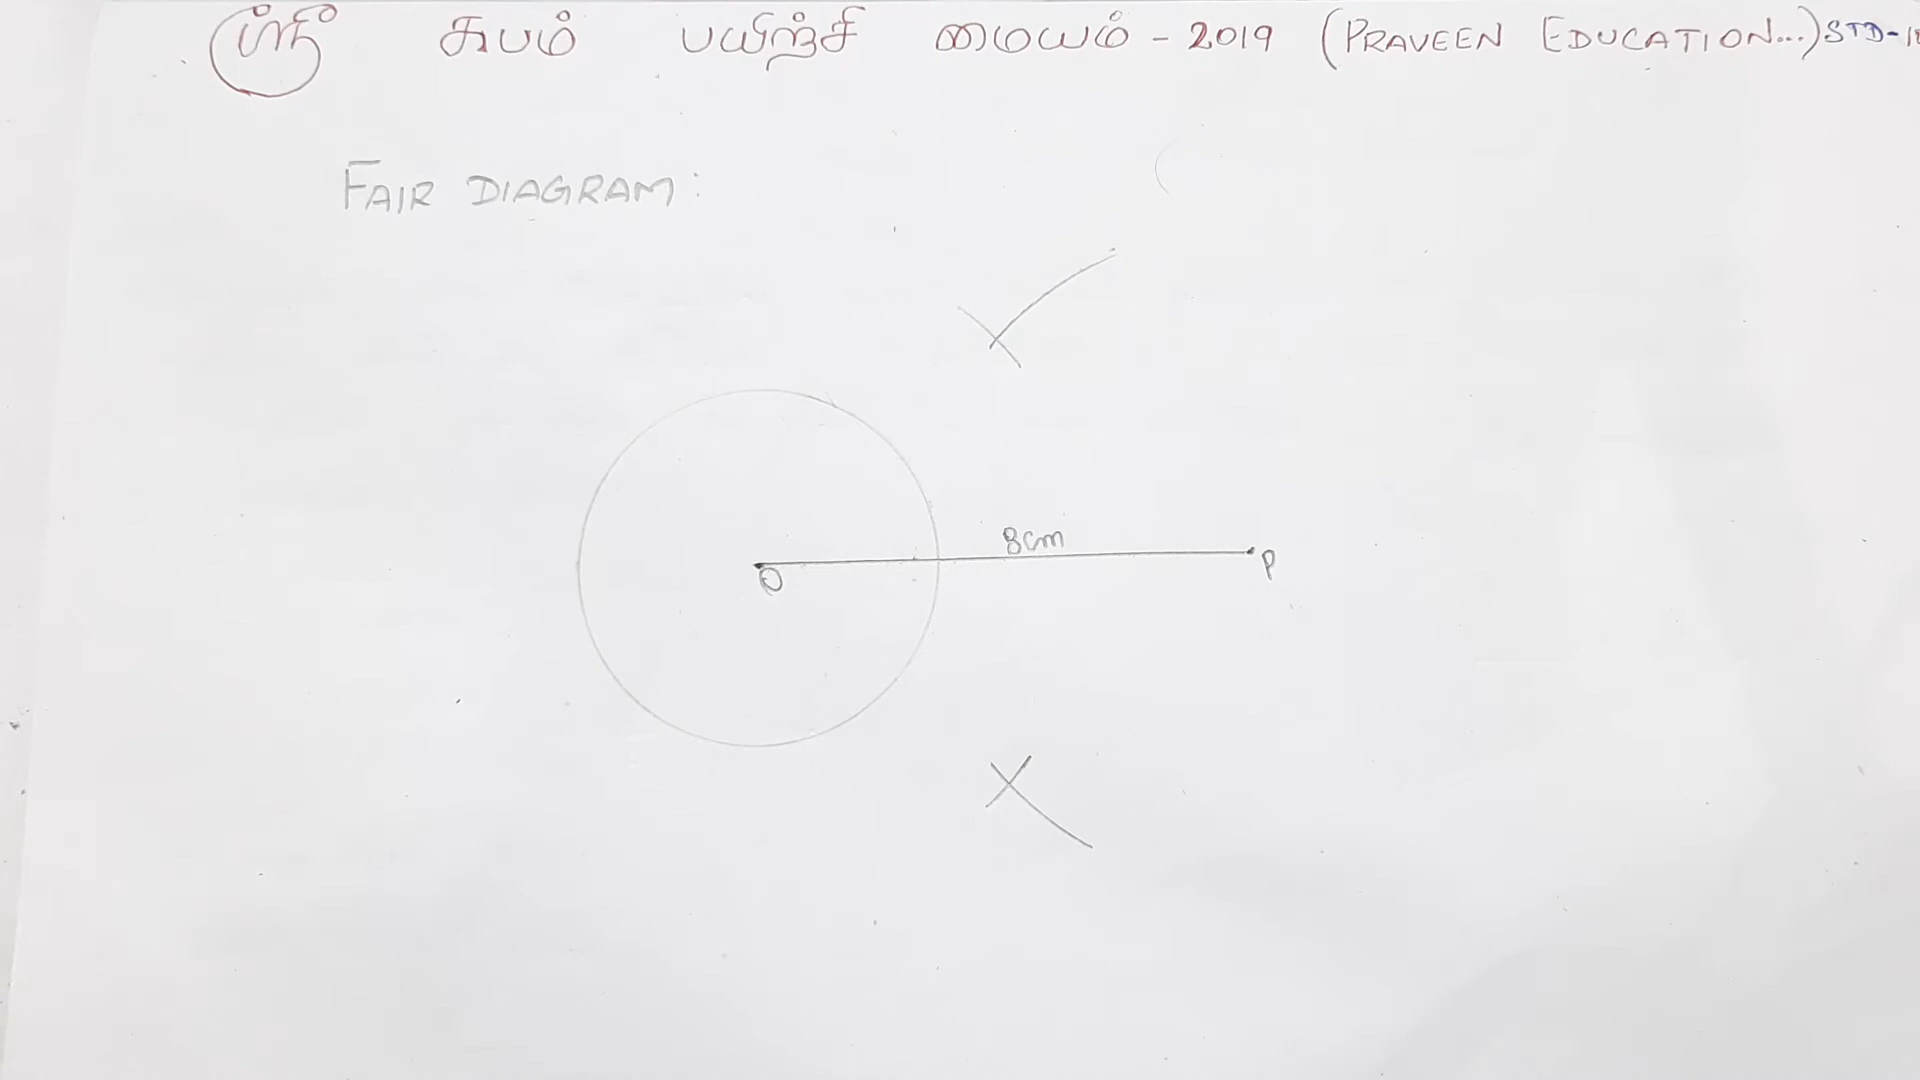 ஸ்ரீ சுபம் பயிற்சி மையம் - 2019 (PRAVEEN EDUCATION...) STD-1
FAIR DIAGRAM:
8cm
O
P